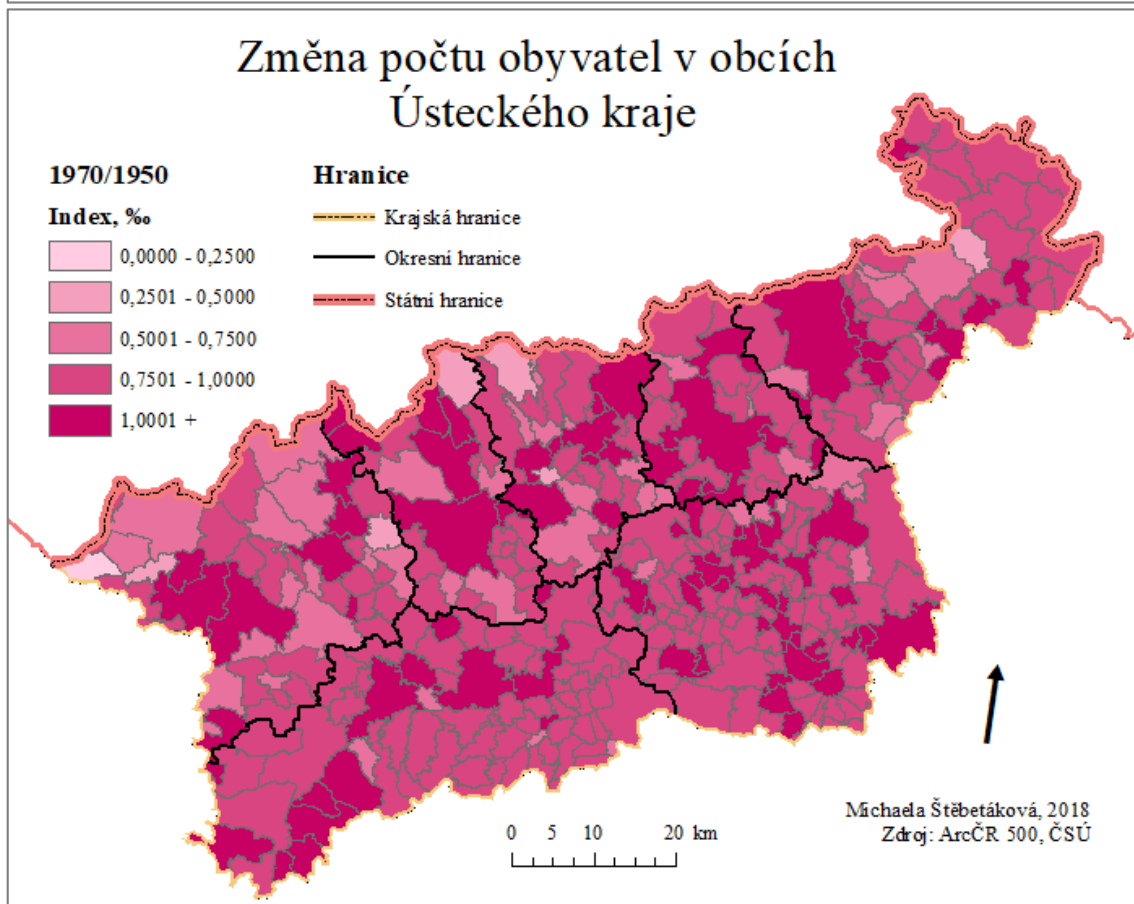 Změna počtu obyvatel v obcích
Ústeckého kraje
1970/1950
Index, ‰
0,0000 - 0,2500
0,2501 - 0,5000
0,5001 - 0,7500
0,7501 - 1,0000
1,0001 +
Hranice
Krajská hranice
Okresní hranice
Státní hranice
0 5 10 20 km
Michaela Štěbetáková, 2018
Zdroj: ArcČR 500, ČSÚ